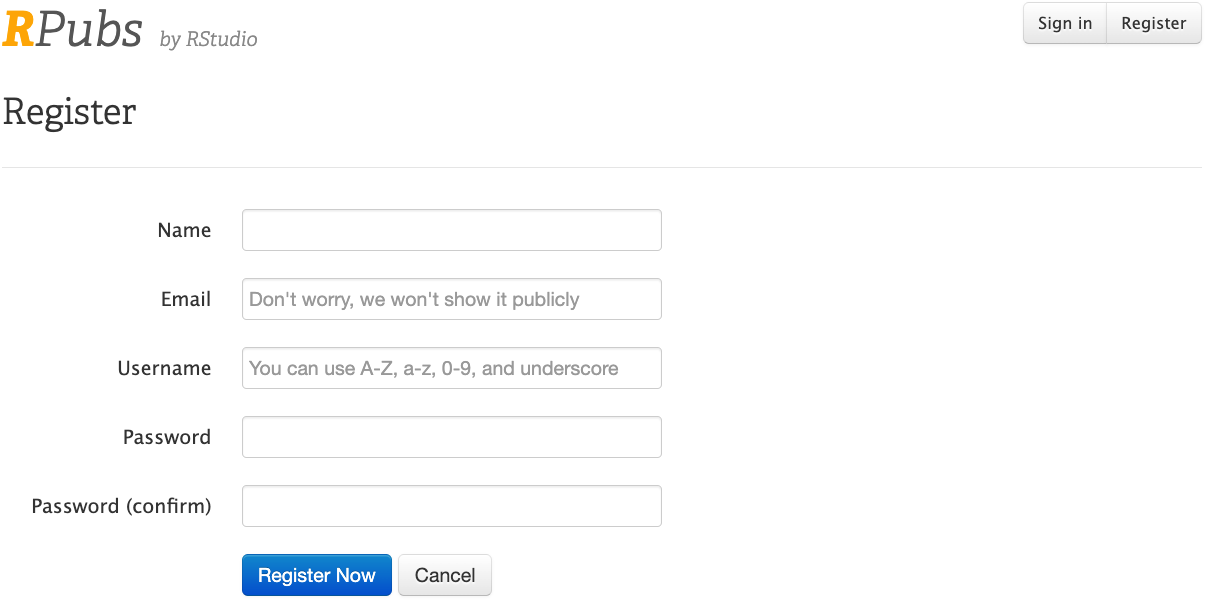 RPubs by RStudio
Sign in
Register
Register
Name
Email
Don't worry, we won't show it publicly
Username
You can use A-Z, a-z, 0-9, and underscore
Password
Password (confirm)
Register Now
Cancel